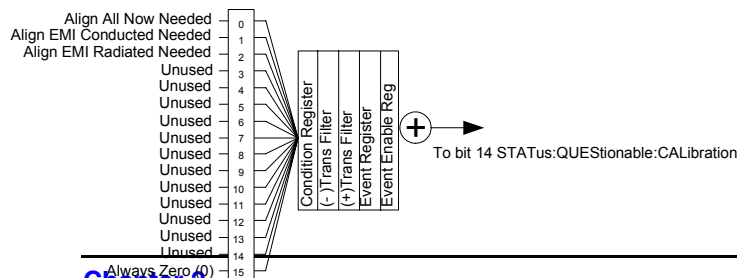 Align All Now Needed 0
Align EMI Conducted Needed 1
Align EMI Radiated Needed 2
Unused 3
Unused 4
Unused 5
Unused 6
Unused 7
Unused 8
Unused 9
Unused 10
Unused 11
Unused 12
Unused 13
Unused 14
Always Zero (0) 15
Condition Register
(-)Trans Filter
(+)Trans Filter
Event Register
Event Enable Reg
+
To bit 14 STATus:QUEStionable:CALibration